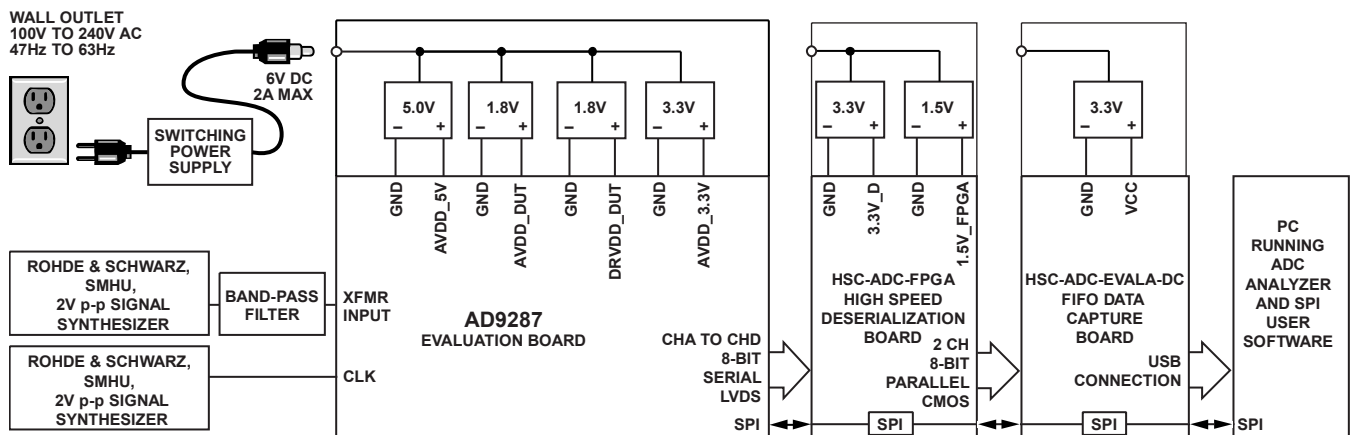 WALL OUTLET
100V TO 240V AC
47Hz TO 63Hz
6V DC
2A MAX
SWITCHING
POWER
SUPPLY
5.0V
– +
1.8V
– +
1.8V
– +
3.3V
– +
GND
AVDD_5V
GND
AVDD_DUT
GND
DRVDD_DUT
GND
AVDD_3.3V
3.3V
– +
1.5V
– +
GND
3.3V_D
GND
1.5V_FPGA
3.3V
– +
GND
VCC
ROHDE & SCHWARZ,
SMHU,
2V p-p SIGNAL
SYNTHESIZER
BAND-PASS
FILTER
XFMR
INPUT
ROHDE & SCHWARZ,
SMHU,
2V p-p SIGNAL
SYNTHESIZER
CLK
AD9287
EVALUATION BOARD
CHA TO CHD
8-BIT
SERIAL
LVDS
SPI
HSC-ADC-FPGA
HIGH SPEED
DESERIALIZATION
BOARD
2 CH
8-BIT
PARALLEL
CMOS
SPI
HSC-ADC-EVALA-DC
FIFO DATA
CAPTURE
BOARD
USB
CONNECTION
SPI
PC
RUNNING
ADC
ANALYZER
AND SPI
USER
SOFTWARE
SPI